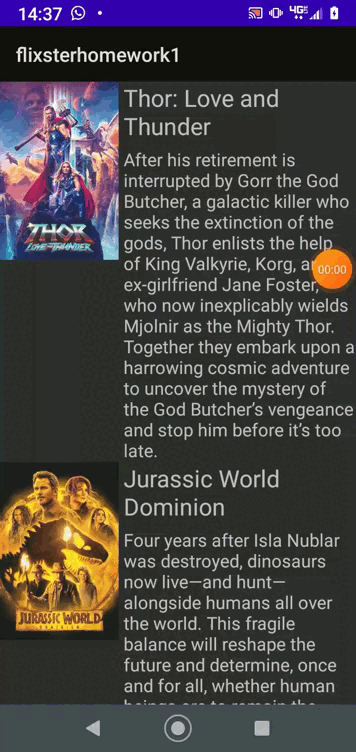 14:37
4G
flixsterhomework1
Thor: Love and
Thunder
After his retirement is
interrupted by Gorr the God
Butcher, a galactic killer who
seeks the extinction of the
gods, Thor enlists the help
of King Valkyrie, Korg,
ex-girlfriend Jane Foster,
00:00
who now inexplicably wields
Mjolnir as the Mighty Thor.
Together they embark upon a
harrowing cosmic adventure
to uncover the mystery of
the God Butcher’s vengeance
and stop him before it’s too
late.
THOR
LOVE AND THUNDER
Jurassic World
Dominion
Four years after Isla Nublar
was destroyed, dinosaurs
now live—and hunt—
alongside humans all over
the world. This fragile
balance will reshape the
future and determine, once
and for all, whether human
JURASSIC WORLD
DOMINION